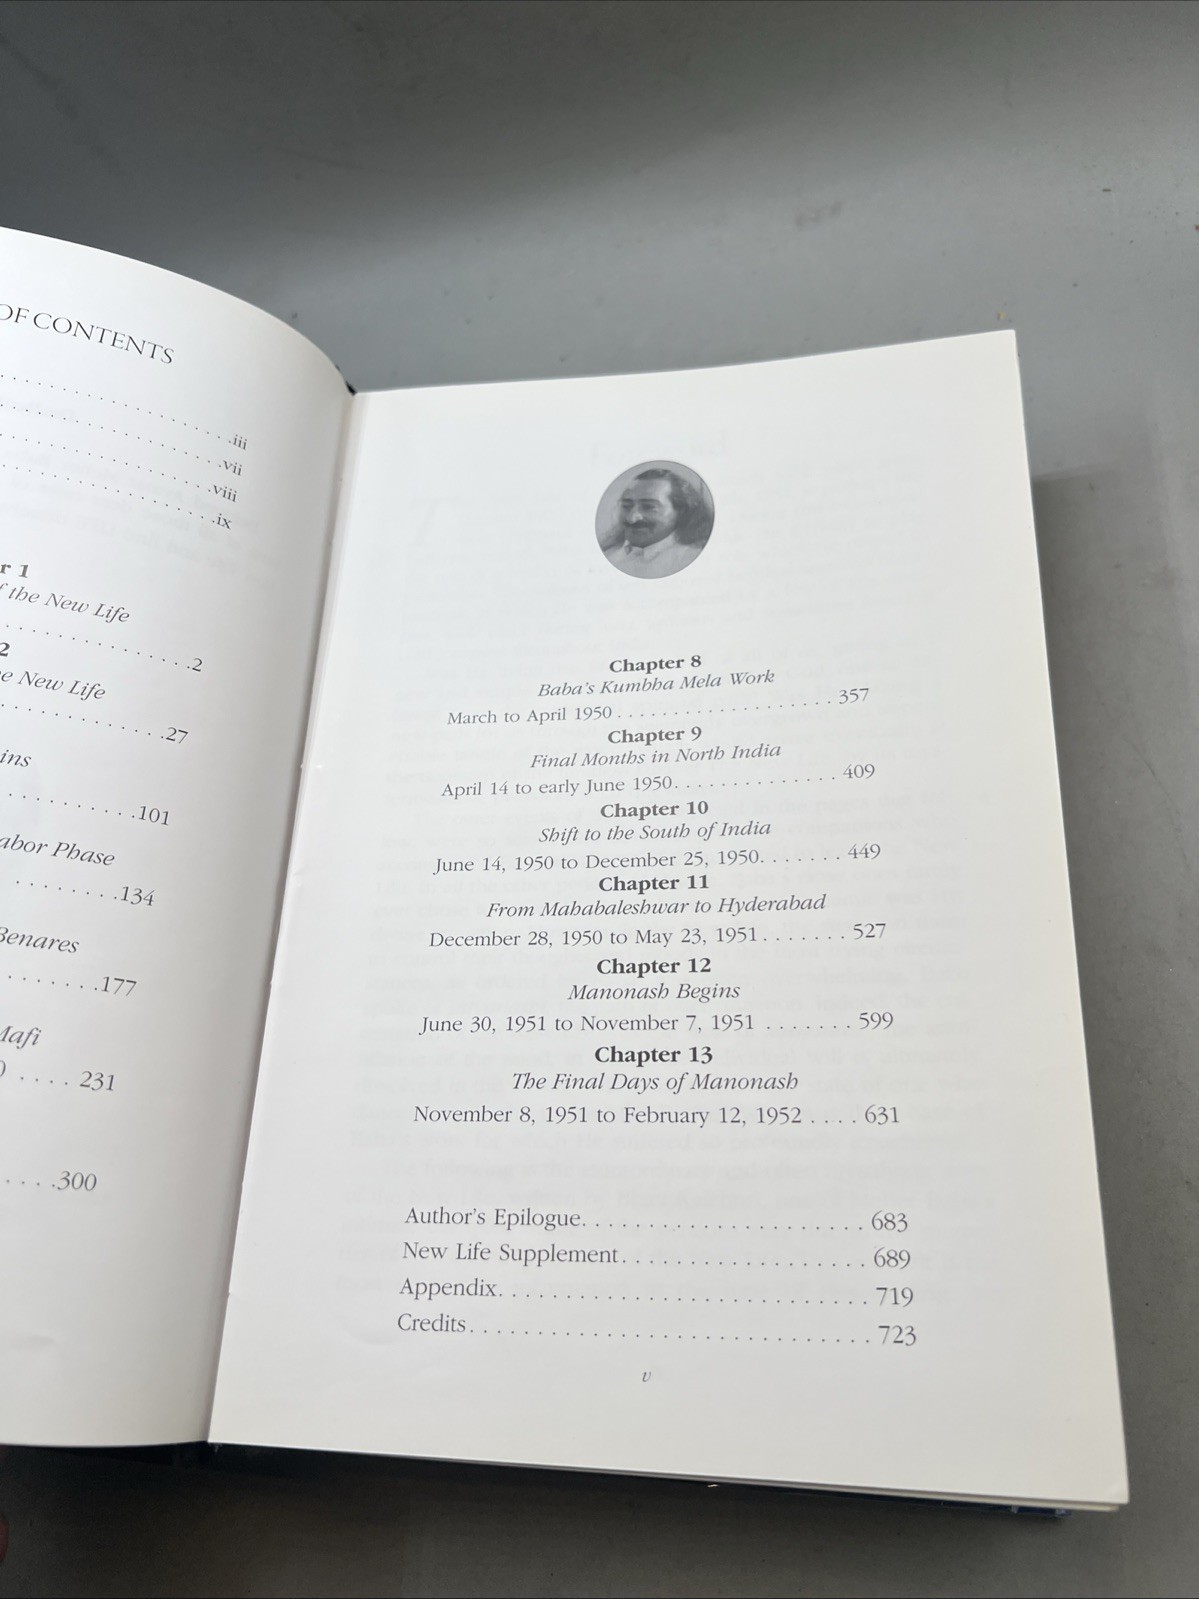 OF CONTENTS
. . . . . . . . . . . . . . . . . . .iii
. . . . . . . . . . . . . . . . . . .vii
. . . . . . . . . . . . . . . . . . .viii
. . . . . . . . . . . . . . . . . . .ix
r 1
f the New Life
. . . . . . . . . . . . . . . .2
2
e New Life
. . . . . . . . . . . . . . .27
ins
. . . . . . . . . . . .101
abor Phase
. . . . . . . .134
Benares
. . . . . . .177
Mafi
) . . . . 231
. . . .300
Chapter 8
Baba's Kumbha Mela Work
March to April 1950 . . . . . . . . . . . . . . . . . . . 357
Chapter 9
Final Months in North India
April 14 to early June 1950. . . . . . . . . . . . . . 409
Chapter 10
Shift to the South of India
June 14, 1950 to December 25, 1950. . . . . . . 449
Chapter 11
From Mahabaleshwar to Hyderabad
December 28, 1950 to May 23, 1951 . . . . . . . 527
Chapter 12
Manonash Begins
June 30, 1951 to November 7, 1951 . . . . . . . 599
Chapter 13
The Final Days of Manonash
November 8, 1951 to February 12, 1952 . . . . 631
Author's Epilogue. . . . . . . . . . . . . . . . . . . . . . 683
New Life Supplement. . . . . . . . . . . . . . . . . . . 689
Appendix. . . . . . . . . . . . . . . . . . . . . . . . . . . . 719
Credits. . . . . . . . . . . . . . . . . . . . . . . . . . . . . . 723
v